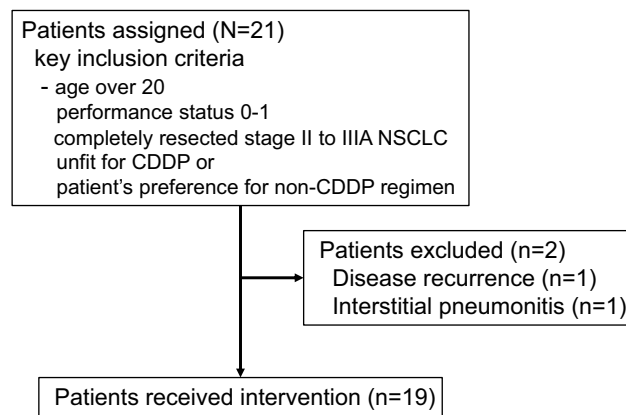 Patients assigned (N=21)
key inclusion criteria
- age over 20
performance status 0-1
completely resected stage II to IIIA NSCLC
unfit for CDDP or
patient's preference for non-CDDP regimen
Patients excluded (n=2)
Disease recurrence (n=1)
Interstitial pneumonitis (n=1)
Patients received intervention (n=19)